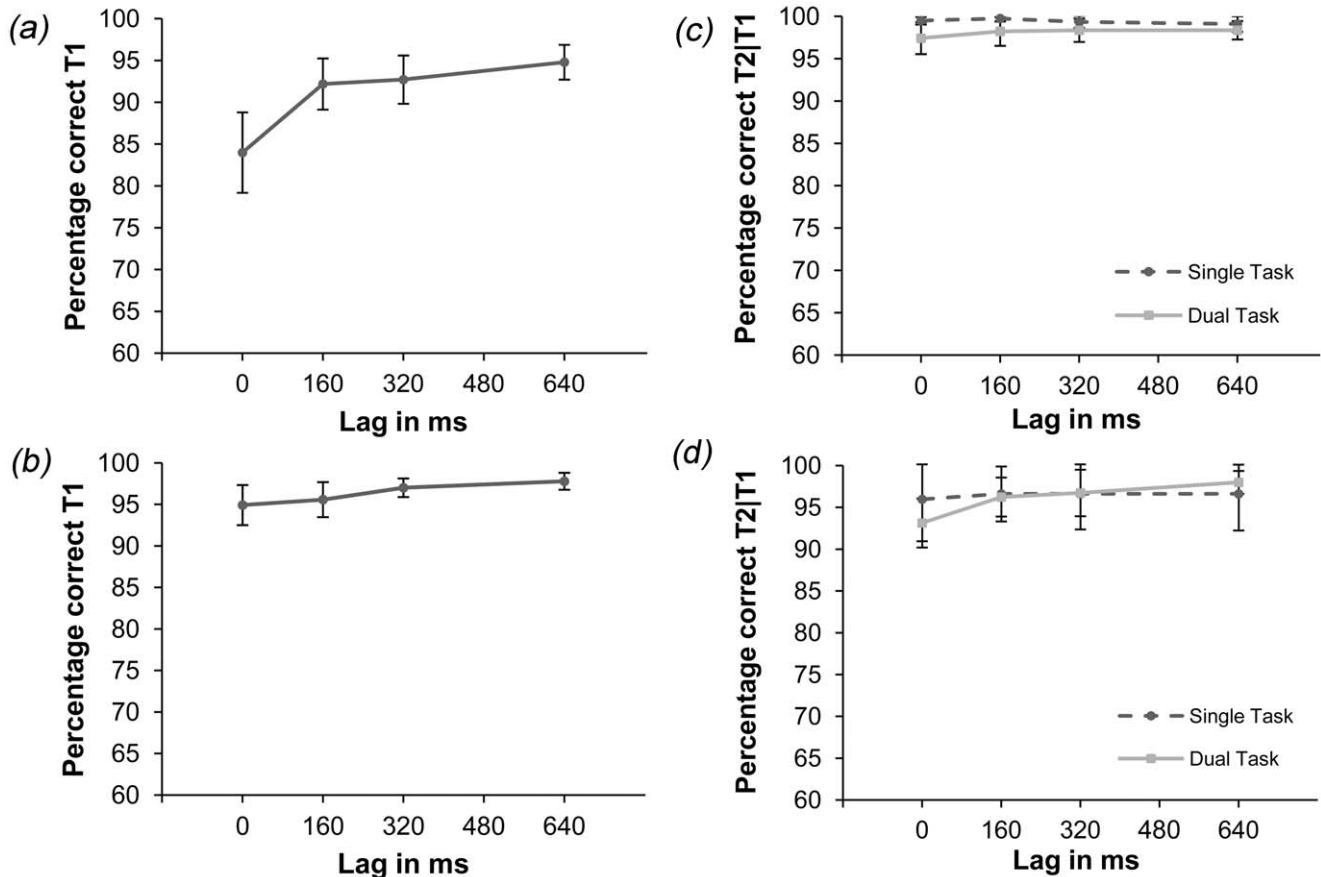 (a)
Percentage correct T1
100
95
90
85
80
75
70
65
60
0 160 320 480 640
Lag in ms
(c)
Percentage correct T2|T1
100
95
90
85
80
75
70
65
60
Single Task
Dual Task
0 160 320 480 640
Lag in ms
(b)
Percentage correct T1
100
95
90
85
80
75
70
65
60
0 160 320 480 640
Lag in ms
(d)
Percentage correct T2|T1
100
95
90
85
80
75
70
65
60
Single Task
Dual Task
0 160 320 480 640
Lag in ms